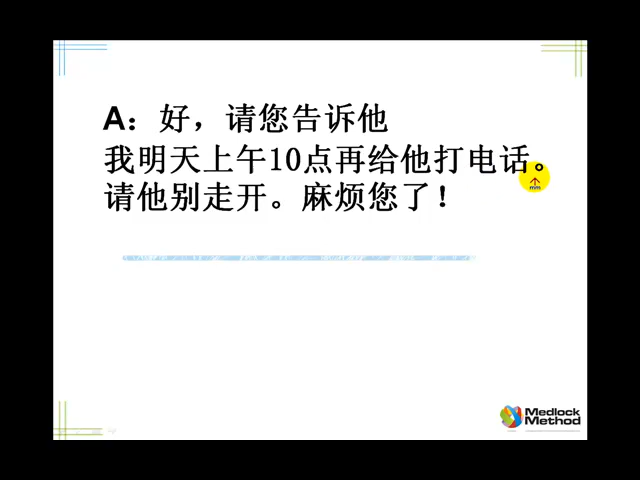 A：好，请您告诉他
我明天上午10点再给他打电话。
请他别走开。麻烦您了！
mm
Medlock
Method